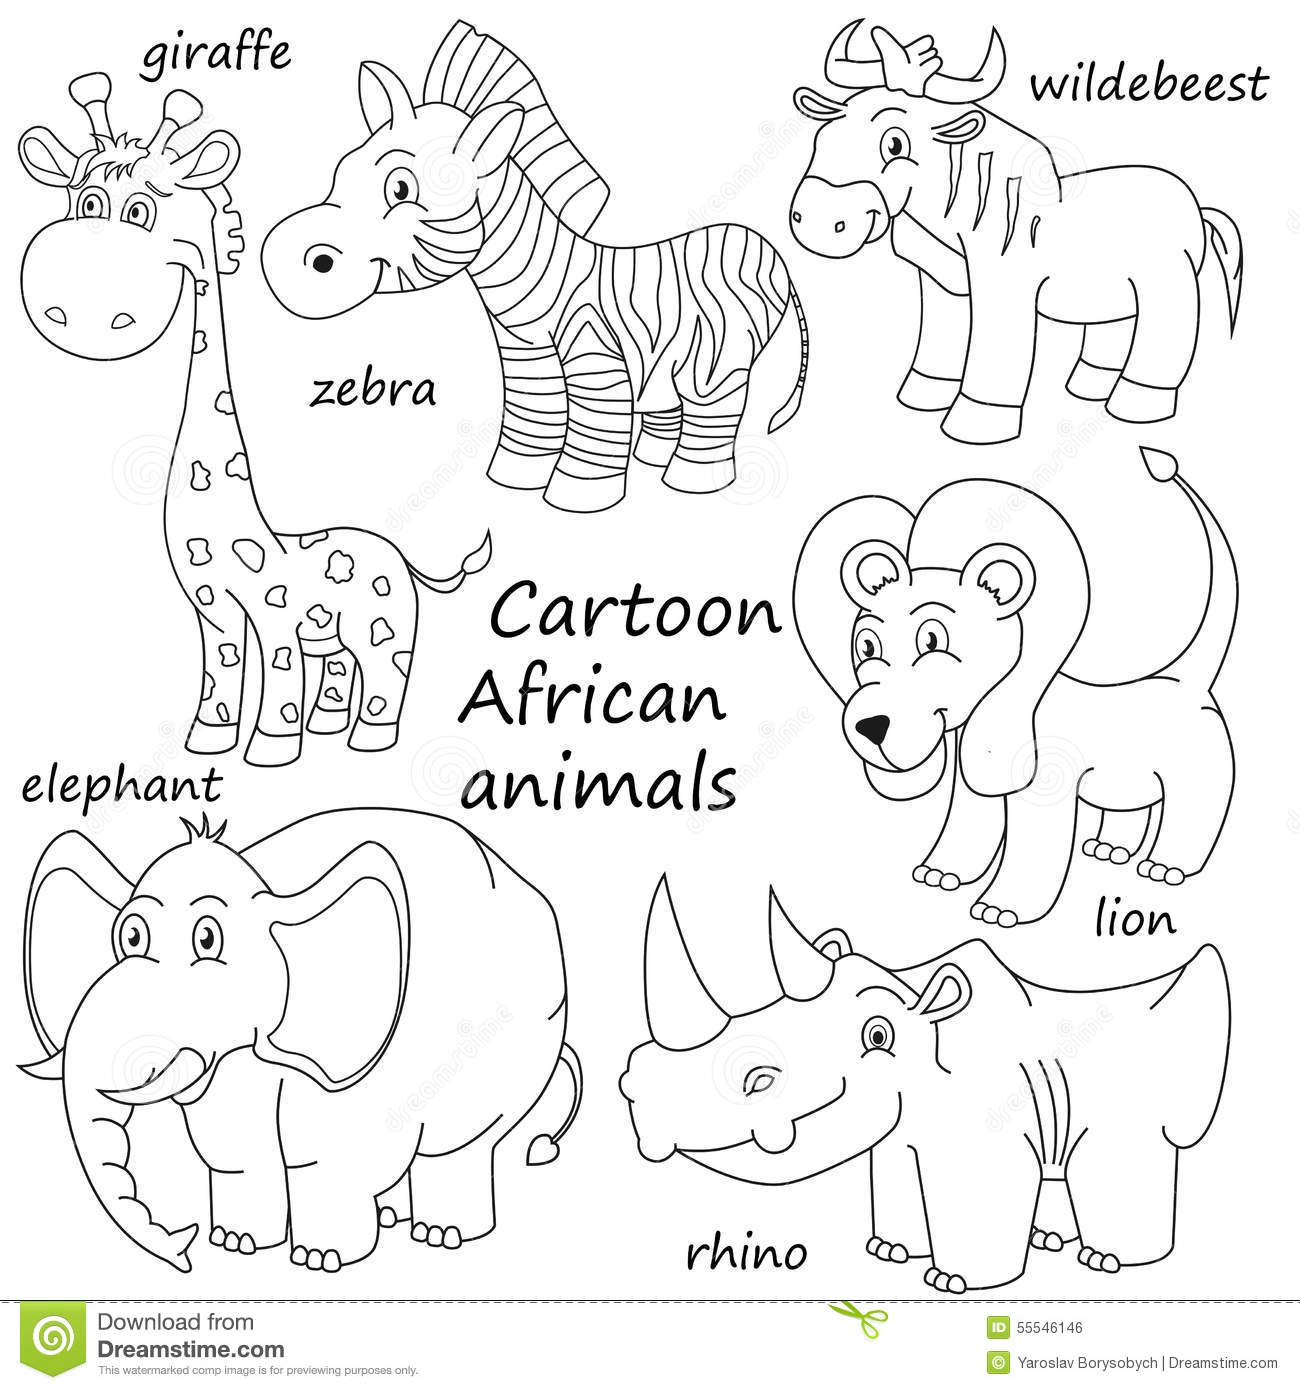 giraffe
wildebeest
zebra
Cartoon
African
animals
elephant
lion
rhino
Download from
Dreamstime.com
This watermarked comp image is for previewing purposes only.
ID 55546146
© Yaroslav Borysobych | Dreamstime.com